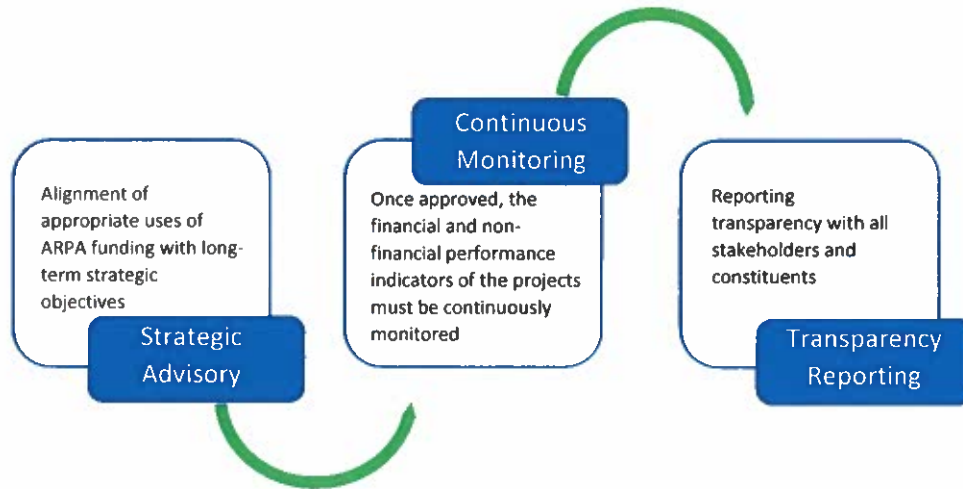 Alignment of
appropriate uses of
ARPA funding with long-
term strategic
objectives
Strategic
Advisory
Continuous
Monitoring
Once approved, the
financial and non-
financial performance
indicators of the projects
must be continuously
monitored
Reporting
transparency with all
stakeholders and
constituents
Transparency
Reporting